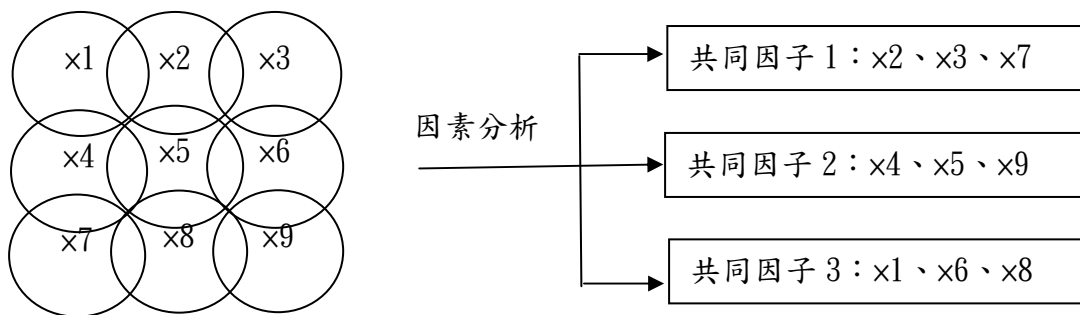 ×1 ×2 ×3
×4 ×5 ×6
×7 ×8 ×9
因素分析
共同因子 1：×2、×3、×7
共同因子 2：×4、×5、×9
共同因子 3：×1、×6、×8